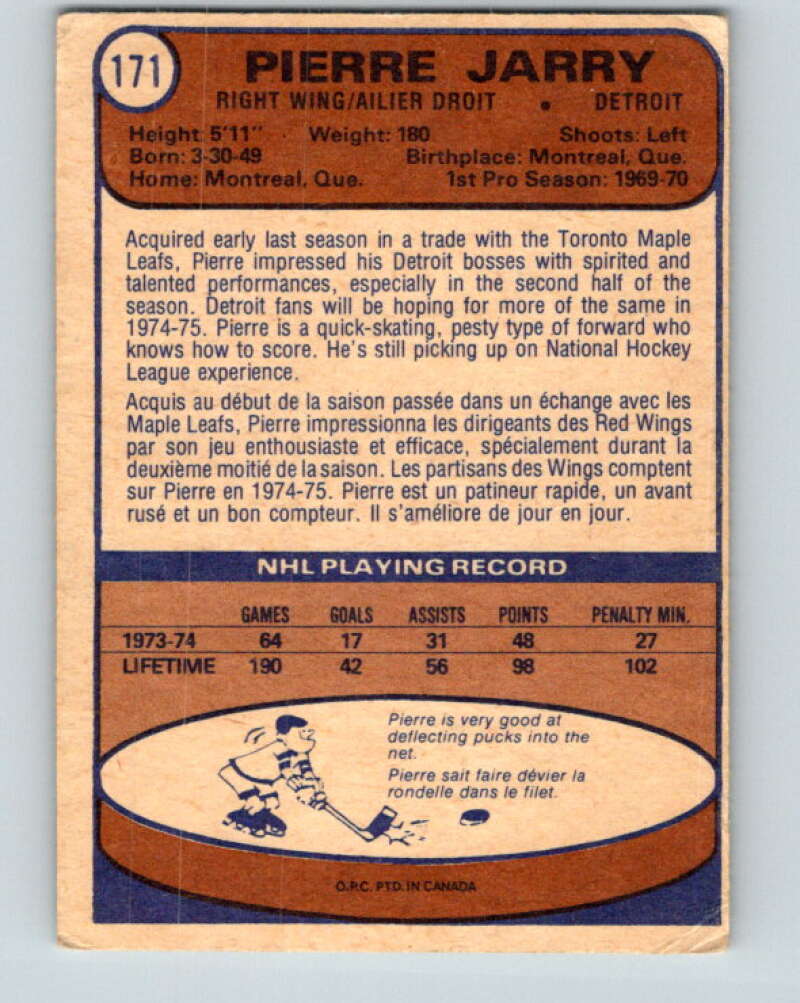 171
PIERRE JARRY
RIGHT WING/AILIER DROIT • DETROIT
Height: 5'11" Weight: 180 Shoots: Left
Born: 3-30-49 Birthplace: Montreal, Que.
Home: Montreal, Que. 1st Pro Season: 1969-70
Acquired early last season in a trade with the Toronto Maple
Leafs, Pierre impressed his Detroit bosses with spirited and
talented performances, especially in the second half of the
season. Detroit fans will be hoping for more of the same in
1974-75. Pierre is a quick-skating, pesty type of forward who
knows how to score. He's still picking up on National Hockey
League experience.
Acquis au début de la saison passée dans un échange avec les
Maple Leafs, Pierre impressionna les dirigeants des Red Wings
par son jeu enthousiaste et efficace, spécialement durant la
deuxième moitié de la saison. Les partisans des Wings comptent
sur Pierre en 1974-75. Pierre est un patineur rapide, un avant
rusé et un bon compteur. Il s'améliore de jour en jour.
NHL PLAYING RECORD
GAMES GOALS ASSISTS POINTS PENALTY MIN.
1973-74 64 17 31 48 27
LIFETIME 190 42 56 98 102
Pierre is very good at
deflecting pucks into the
net.
Pierre sait faire dévier la
rondelle dans le filet.
O.P.C. PTD. IN CANADA